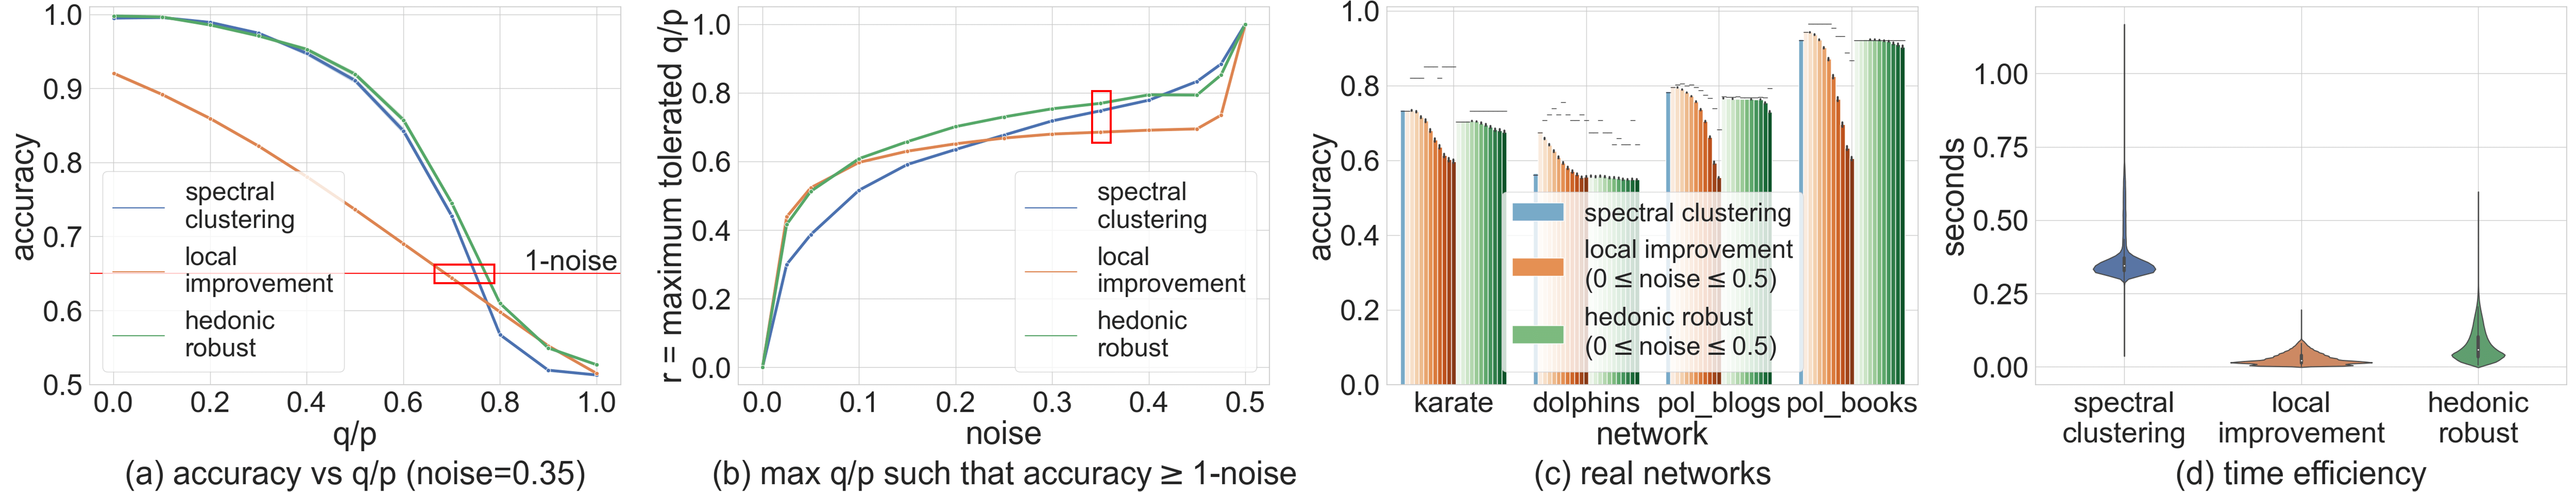 1.0
0.9
0.8
0.7
0.6
0.5
accuracy
spectral
clustering
local
improvement
hedonic
robust
1-noise
0.0 0.2 0.4 0.6 0.8 1.0
q/p
(a) accuracy vs q/p (noise=0.35)
1.0
0.8
0.6
0.4
0.2
0.0
r = maximum tolerated q/p
spectral
clustering
local
improvement
hedonic
robust
0.0 0.1 0.2 0.3 0.4 0.5
noise
(b) max q/p such that accuracy ≥ 1-noise
1.0
0.8
0.6
0.4
0.2
0.0
accuracy
spectral clustering
local improvement
(0 ≤ noise ≤ 0.5)
hedonic robust
(0 ≤ noise ≤ 0.5)
karate dolphins pol_blogs pol_books
network
(c) real networks
1.00
0.75
0.50
0.25
0.00
seconds
spectral
clustering
local
improvement
hedonic
robust
(d) time efficiency